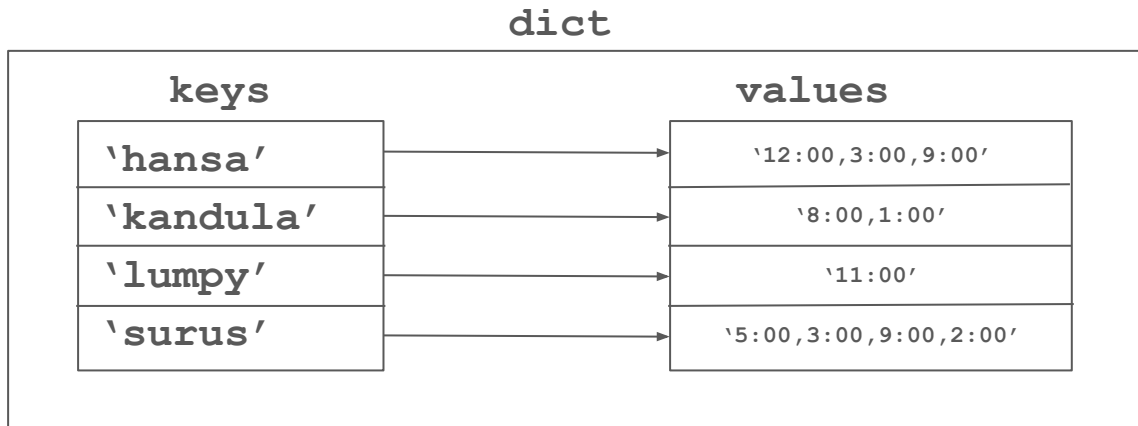 dict
keys values
‘hansa’ ‘12:00,3:00,9:00’
‘kandula’ ‘8:00,1:00’
‘lumpy’ ‘11:00’
‘surus’ ‘5:00,3:00,9:00,2:00’